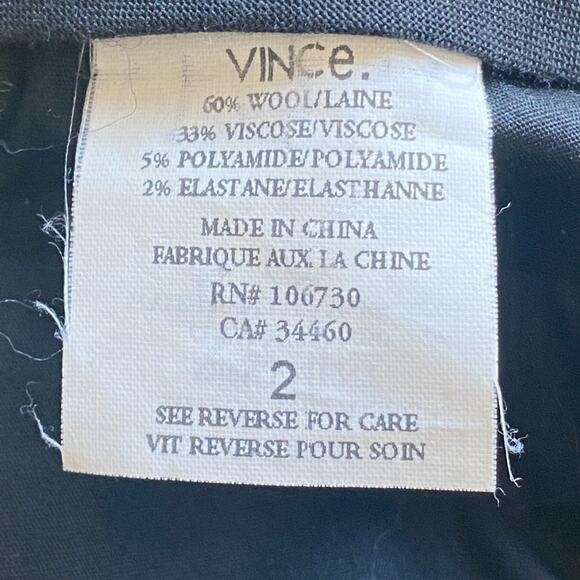 VINCe.
60% WOOL/LAINE
33% VISCOSE/VISCOSE
5% POLYAMIDE/POLYAMIDE
2% ELASTANE/ELASTHANNE
MADE IN CHINA
FABRIQUE AUX LA CHINE
RN# 106730
CA# 34460
2
SEE REVERSE FOR CARE
VIT REVERSE POUR SOIN